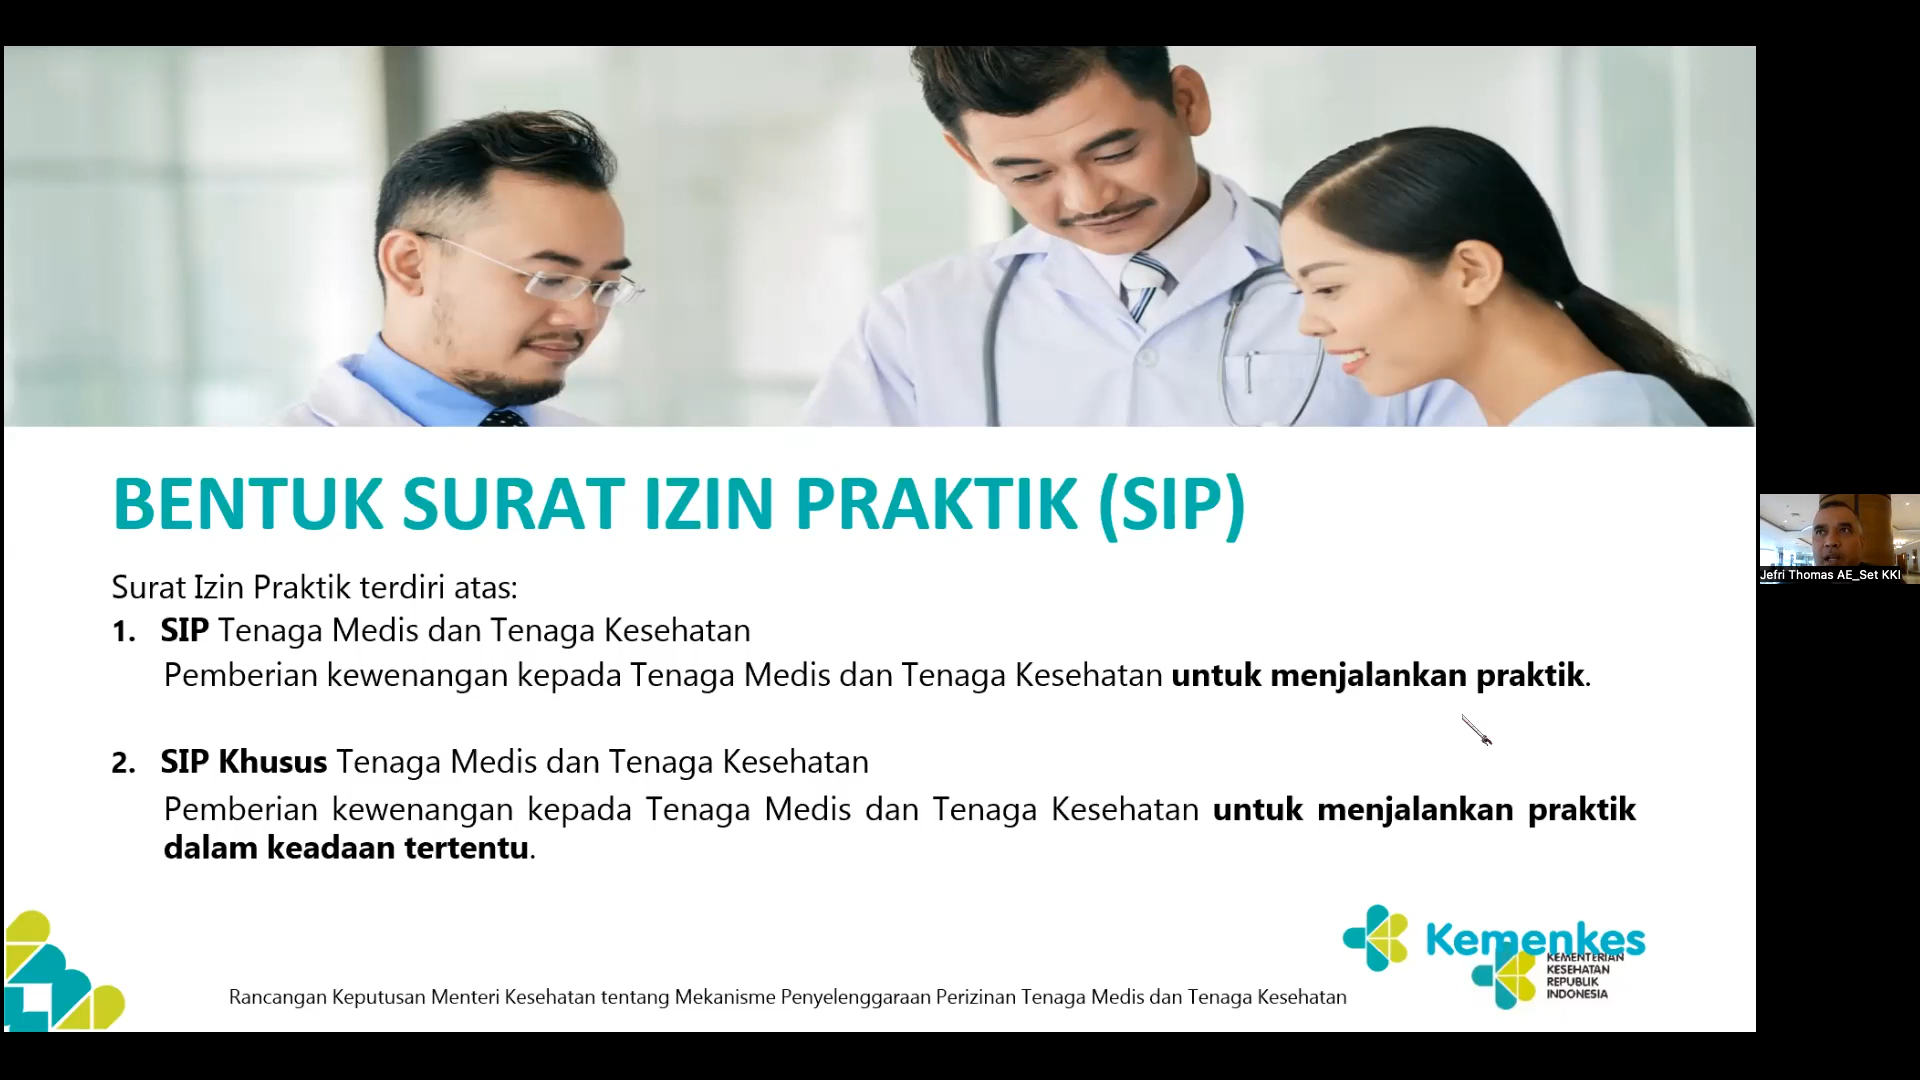 BENTUK SURAT IZIN PRAKTIK (SIP)
Surat Izin Praktik terdiri atas:
1. SIP Tenaga Medis dan Tenaga Kesehatan
Pemberian kewenangan kepada Tenaga Medis dan Tenaga Kesehatan untuk menjalankan praktik.
2. SIP Khusus Tenaga Medis dan Tenaga Kesehatan
Pemberian kewenangan kepada Tenaga Medis dan Tenaga Kesehatan untuk menjalankan praktik
dalam keadaan tertentu.
Jefri Thomas AE_Set KKI
Kemenkes
KEMENTERIAN
KESEHATAN
REPUBLIK
INDONESIA
Rancangan Keputusan Menteri Kesehatan tentang Mekanisme Penyelenggaraan Perizinan Tenaga Medis dan Tenaga Kesehatan